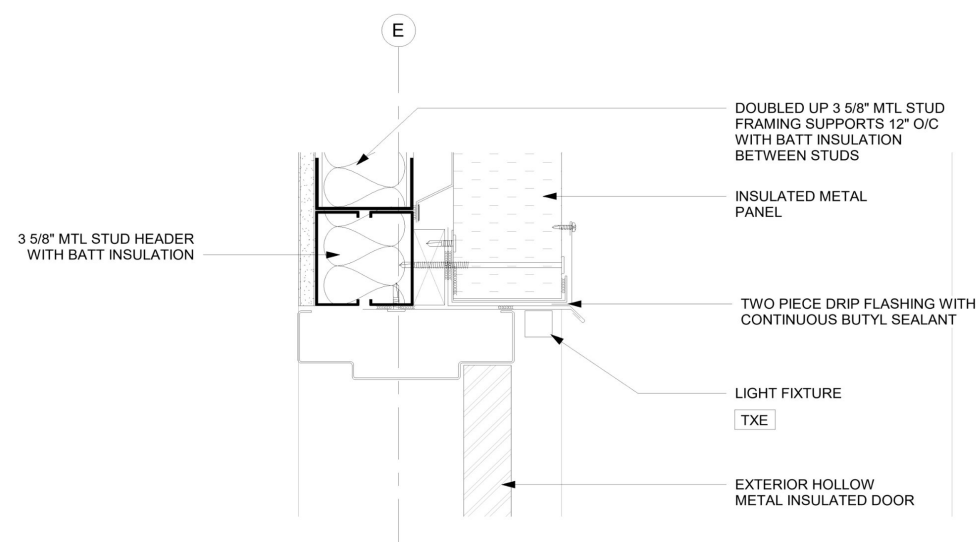 E
DOUBLED UP 3 5/8" MTL STUD
FRAMING SUPPORTS 12" O/C
WITH BATT INSULATION
BETWEEN STUDS
INSULATED METAL
PANEL
3 5/8" MTL STUD HEADER
WITH BATT INSULATION
TWO PIECE DRIP FLASHING WITH
CONTINUOUS BUTYL SEALANT
LIGHT FIXTURE
TXE
EXTERIOR HOLLOW
METAL INSULATED DOOR